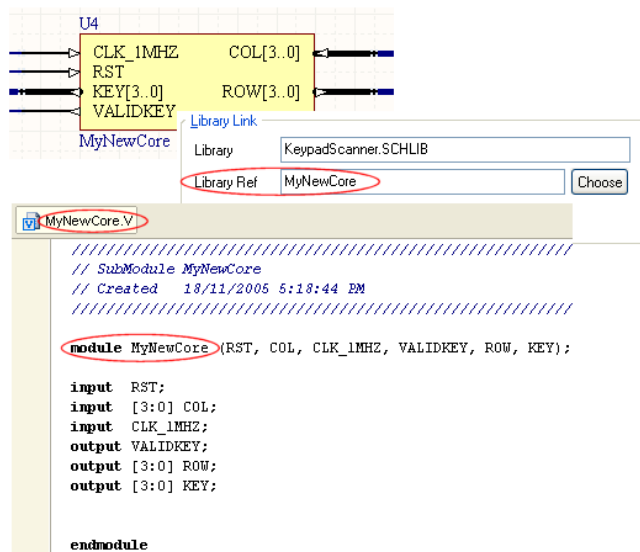 U4
CLK_1MHZ COL[3..0]
RST
KEY[3..0] ROW[3..0]
VALIDKEY
MyNewCore
Library Link
Library KeypadScanner.SCHLIB
Library Ref MyNewCore Choose
MyNewCore.V
//////////////////////////////////////////////////////////
// SubModule MyNewCore
// Created 18/11/2005 5:18:44 PM
//////////////////////////////////////////////////////////
module MyNewCore (RST, COL, CLK_1MHZ, VALIDKEY, ROW, KEY);
input RST;
input [3:0] COL;
input CLK_1MHZ;
output VALIDKEY;
output [3:0] ROW;
output [3:0] KEY;
endmodule